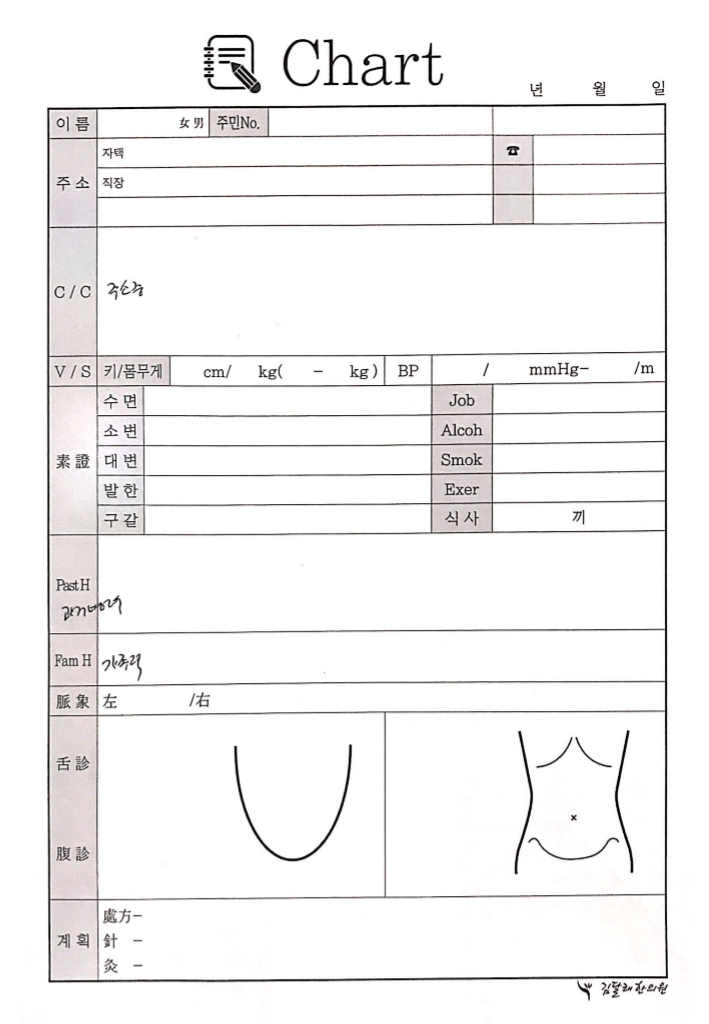 Chart
년 월 일
이름 女 男 주민No.
주소 자택 ☎
직장
C/C 주소증
V/S 키/몸무게 cm/ kg( - kg) BP / mmHg- /m
素證 수면 Job
소변 Alcoh
대변 Smok
발한 Exer
구갈 식사 끼
Past H
과거병력
Fam H 가족력
脈象 左 /右
舌診
x
腹診
處方-
계획 針 -
灸 -
김달래한의원